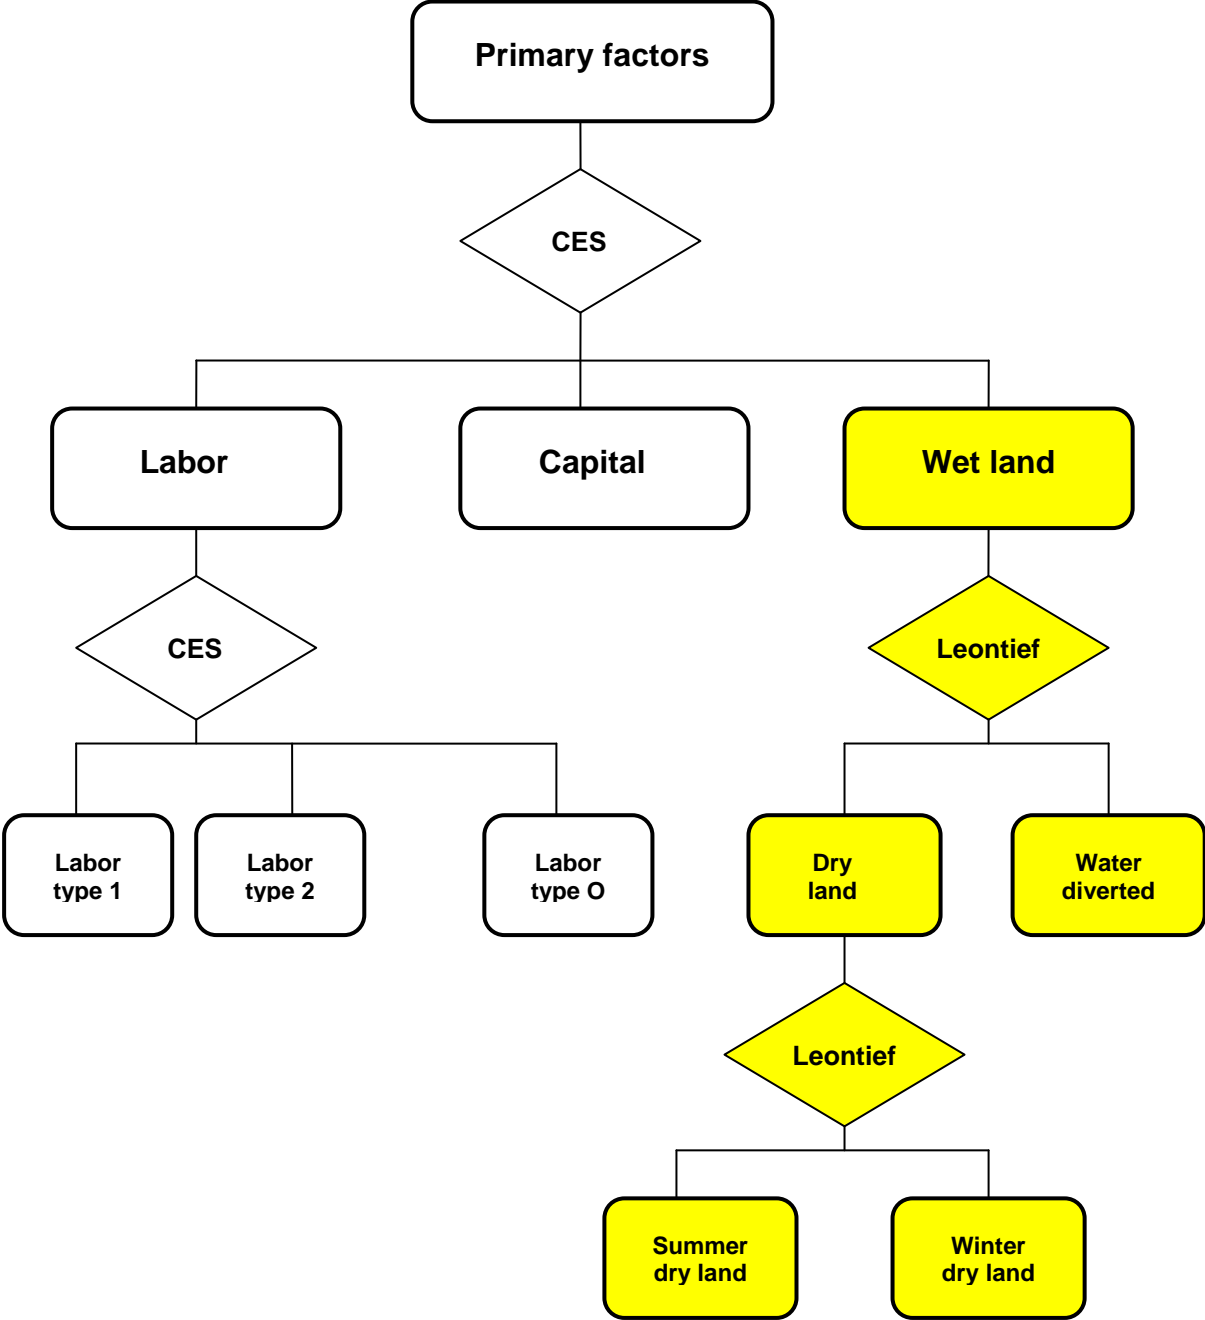 Primary factors
CES
Labor
Capital
Wet land
CES
Leontief
Labor
type 1
Labor
type 2
Labor
type O
Dry
land
Water
diverted
Leontief
Summer
dry land
Winter
dry land